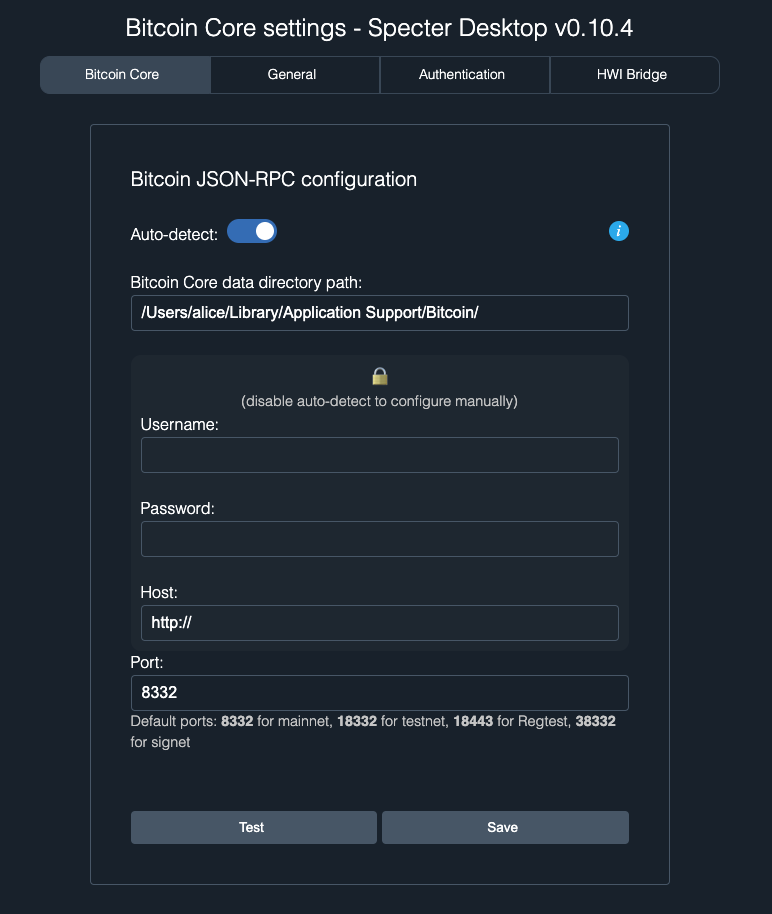 Bitcoin Core settings - Specter Desktop v0.10.4
Bitcoin Core
General
Authentication
HWI Bridge
Bitcoin JSON-RPC configuration
Auto-detect:
i
Bitcoin Core data directory path:
/Users/alice/Library/Application Support/Bitcoin/
(disable auto-detect to configure manually)
Username:
Password:
Host:
http://
Port:
8332
Default ports: 8332 for mainnet, 18332 for testnet, 18443 for Regtest, 38332
for signet
Test
Save